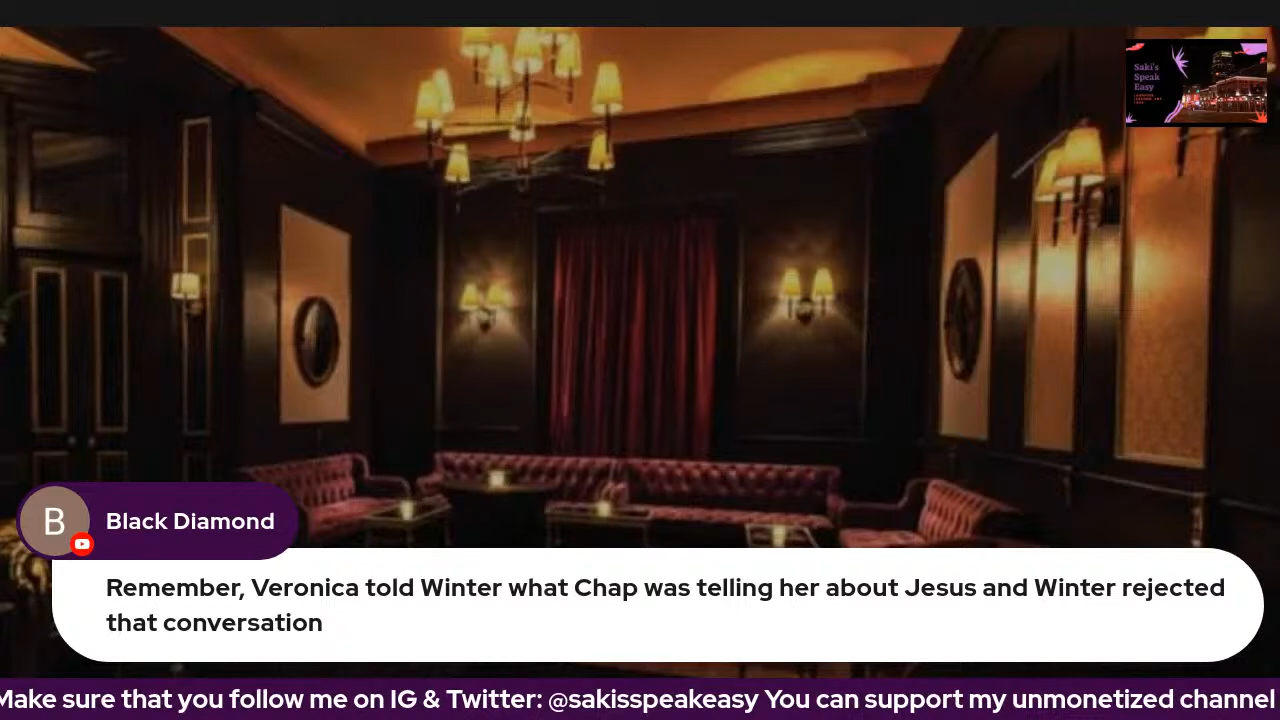 Saki's
Speak
Easy
B
Black Diamond
Remember, Veronica told Winter what Chap was telling her about Jesus and Winter rejected
that conversation
Make sure that you follow me on IG & Twitter: @sakisspeakeasy You can support my unmonetized channel